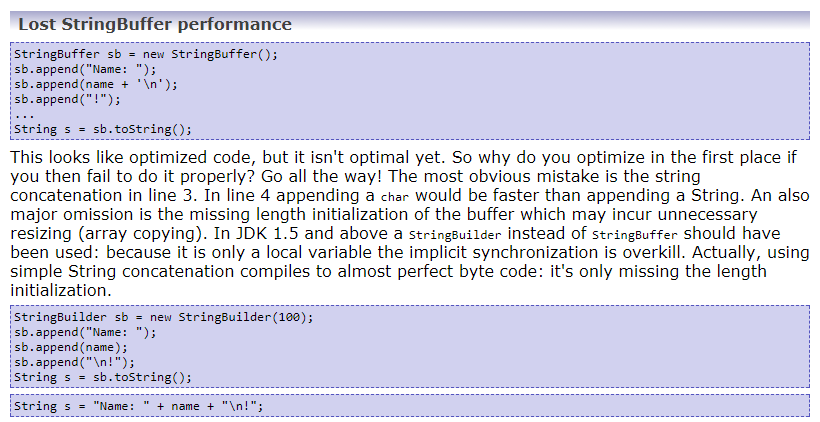 Lost StringBuffer performance
StringBuffer sb = new StringBuffer();
sb.append("Name: ");
sb.append(name + '\n');
sb.append("!");
...
String s = sb.toString();
This looks like optimized code, but it isn't optimal yet. So why do you optimize in the first place if
you then fail to do it properly? Go all the way! The most obvious mistake is the string
concatenation in line 3. In line 4 appending a char would be faster than appending a String. An also
major omission is the missing length initialization of the buffer which may incur unnecessary
resizing (array copying). In JDK 1.5 and above a StringBuilder instead of StringBuffer should have
been used: because it is only a local variable the implicit synchronization is overkill. Actually, using
simple String concatenation compiles to almost perfect byte code: it's only missing the length
initialization.
StringBuilder sb = new StringBuilder(100);
sb.append("Name: ");
sb.append(name);
sb.append("\n!");
String s = sb.toString();
String s = "Name: " + name + "\n!";